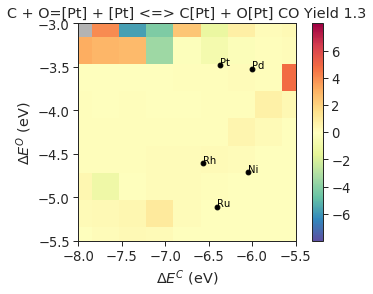 C + O=[Pt] + [Pt] <=> C[Pt] + O[Pt] CO Yield 1.3
−3.0
−3.5
−4.0
−4.5
−5.0
−5.5
ΔE^O (eV)
Pt
Pd
Rh
Ni
Ru
−8.0 −7.5 −7.0 −6.5 −6.0 −5.5
ΔE^C (eV)
6
4
2
0
−2
−4
−6